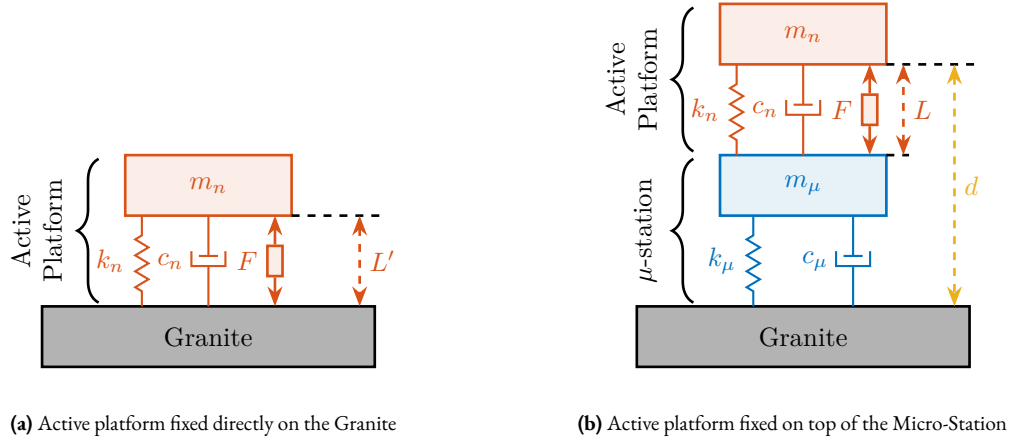 Active
Platform
m_n
k_n c_n F L′
Granite
(a) Active platform fixed directly on the Granite
Active
Platform
m_n
k_n c_n F L
d
μ-station
m_μ
k_μ c_μ
Granite
(b) Active platform fixed on top of the Micro-Station